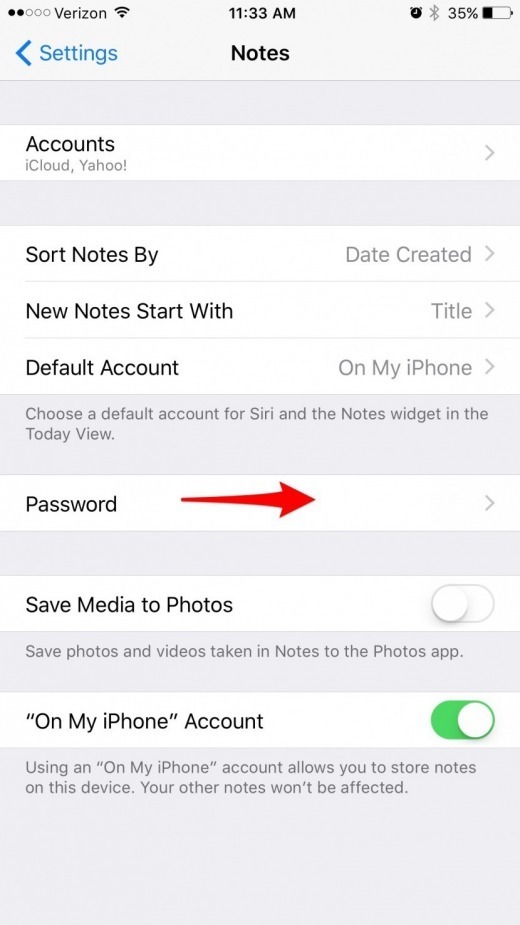 Verizon 11:33 AM 35%
Settings Notes
Accounts
iCloud, Yahoo!
Sort Notes By Date Created
New Notes Start With Title
Default Account On My iPhone
Choose a default account for Siri and the Notes widget in the
Today View.
Password
Save Media to Photos
Save photos and videos taken in Notes to the Photos app.
“On My iPhone” Account
Using an “On My iPhone” account allows you to store notes
on this device. Your other notes won’t be affected.